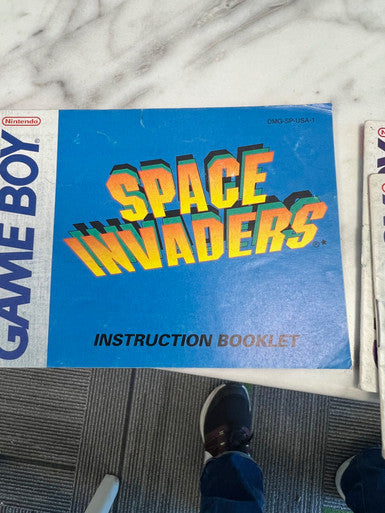 Nintendo
GAME BOY
DMG-SP-USA-1
SPACE
INVADERS
INSTRUCTION BOOKLET